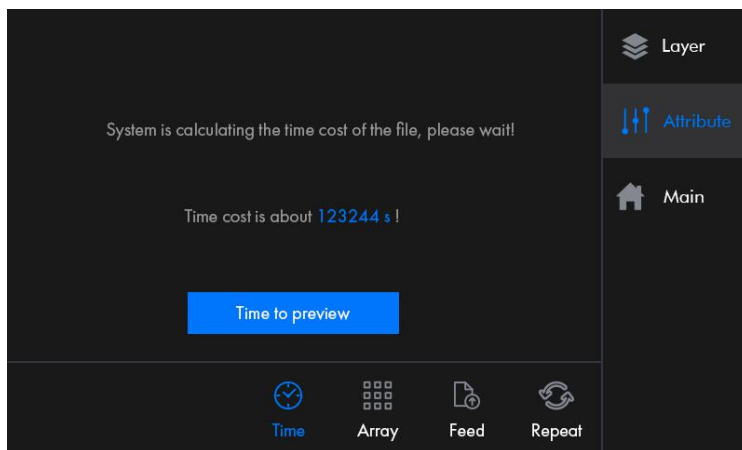 Layer
System is calculating the time cost of the file, please wait!
Attribute
Time cost is about 123244 s !
Main
Time to preview
Time
Array
Feed
Repeat